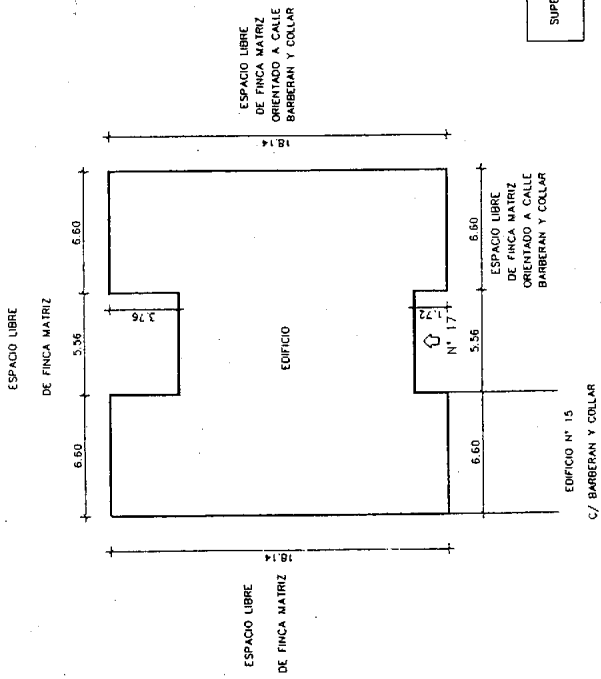 ESPACIO LIBRE
DE FINCA MATRIZ
6.60
5.56
6.60
3.76
18.14
ESPACIO LIBRE
DE FINCA MATRIZ
18.14
ESPACIO LIBRE
DE FINCA MATRIZ
ORIENTADO A CALLE
BARBERAN Y COLLAR
EDIFICIO
1.72
N° 17
6.60
5.56
6.60
ESPACIO LIBRE
DE FINCA MATRIZ
ORIENTADO A CALLE
BARBERAN Y COLLAR
EDIFICIO N° 15
C/ BARBERAN Y COLLAR
SUPE